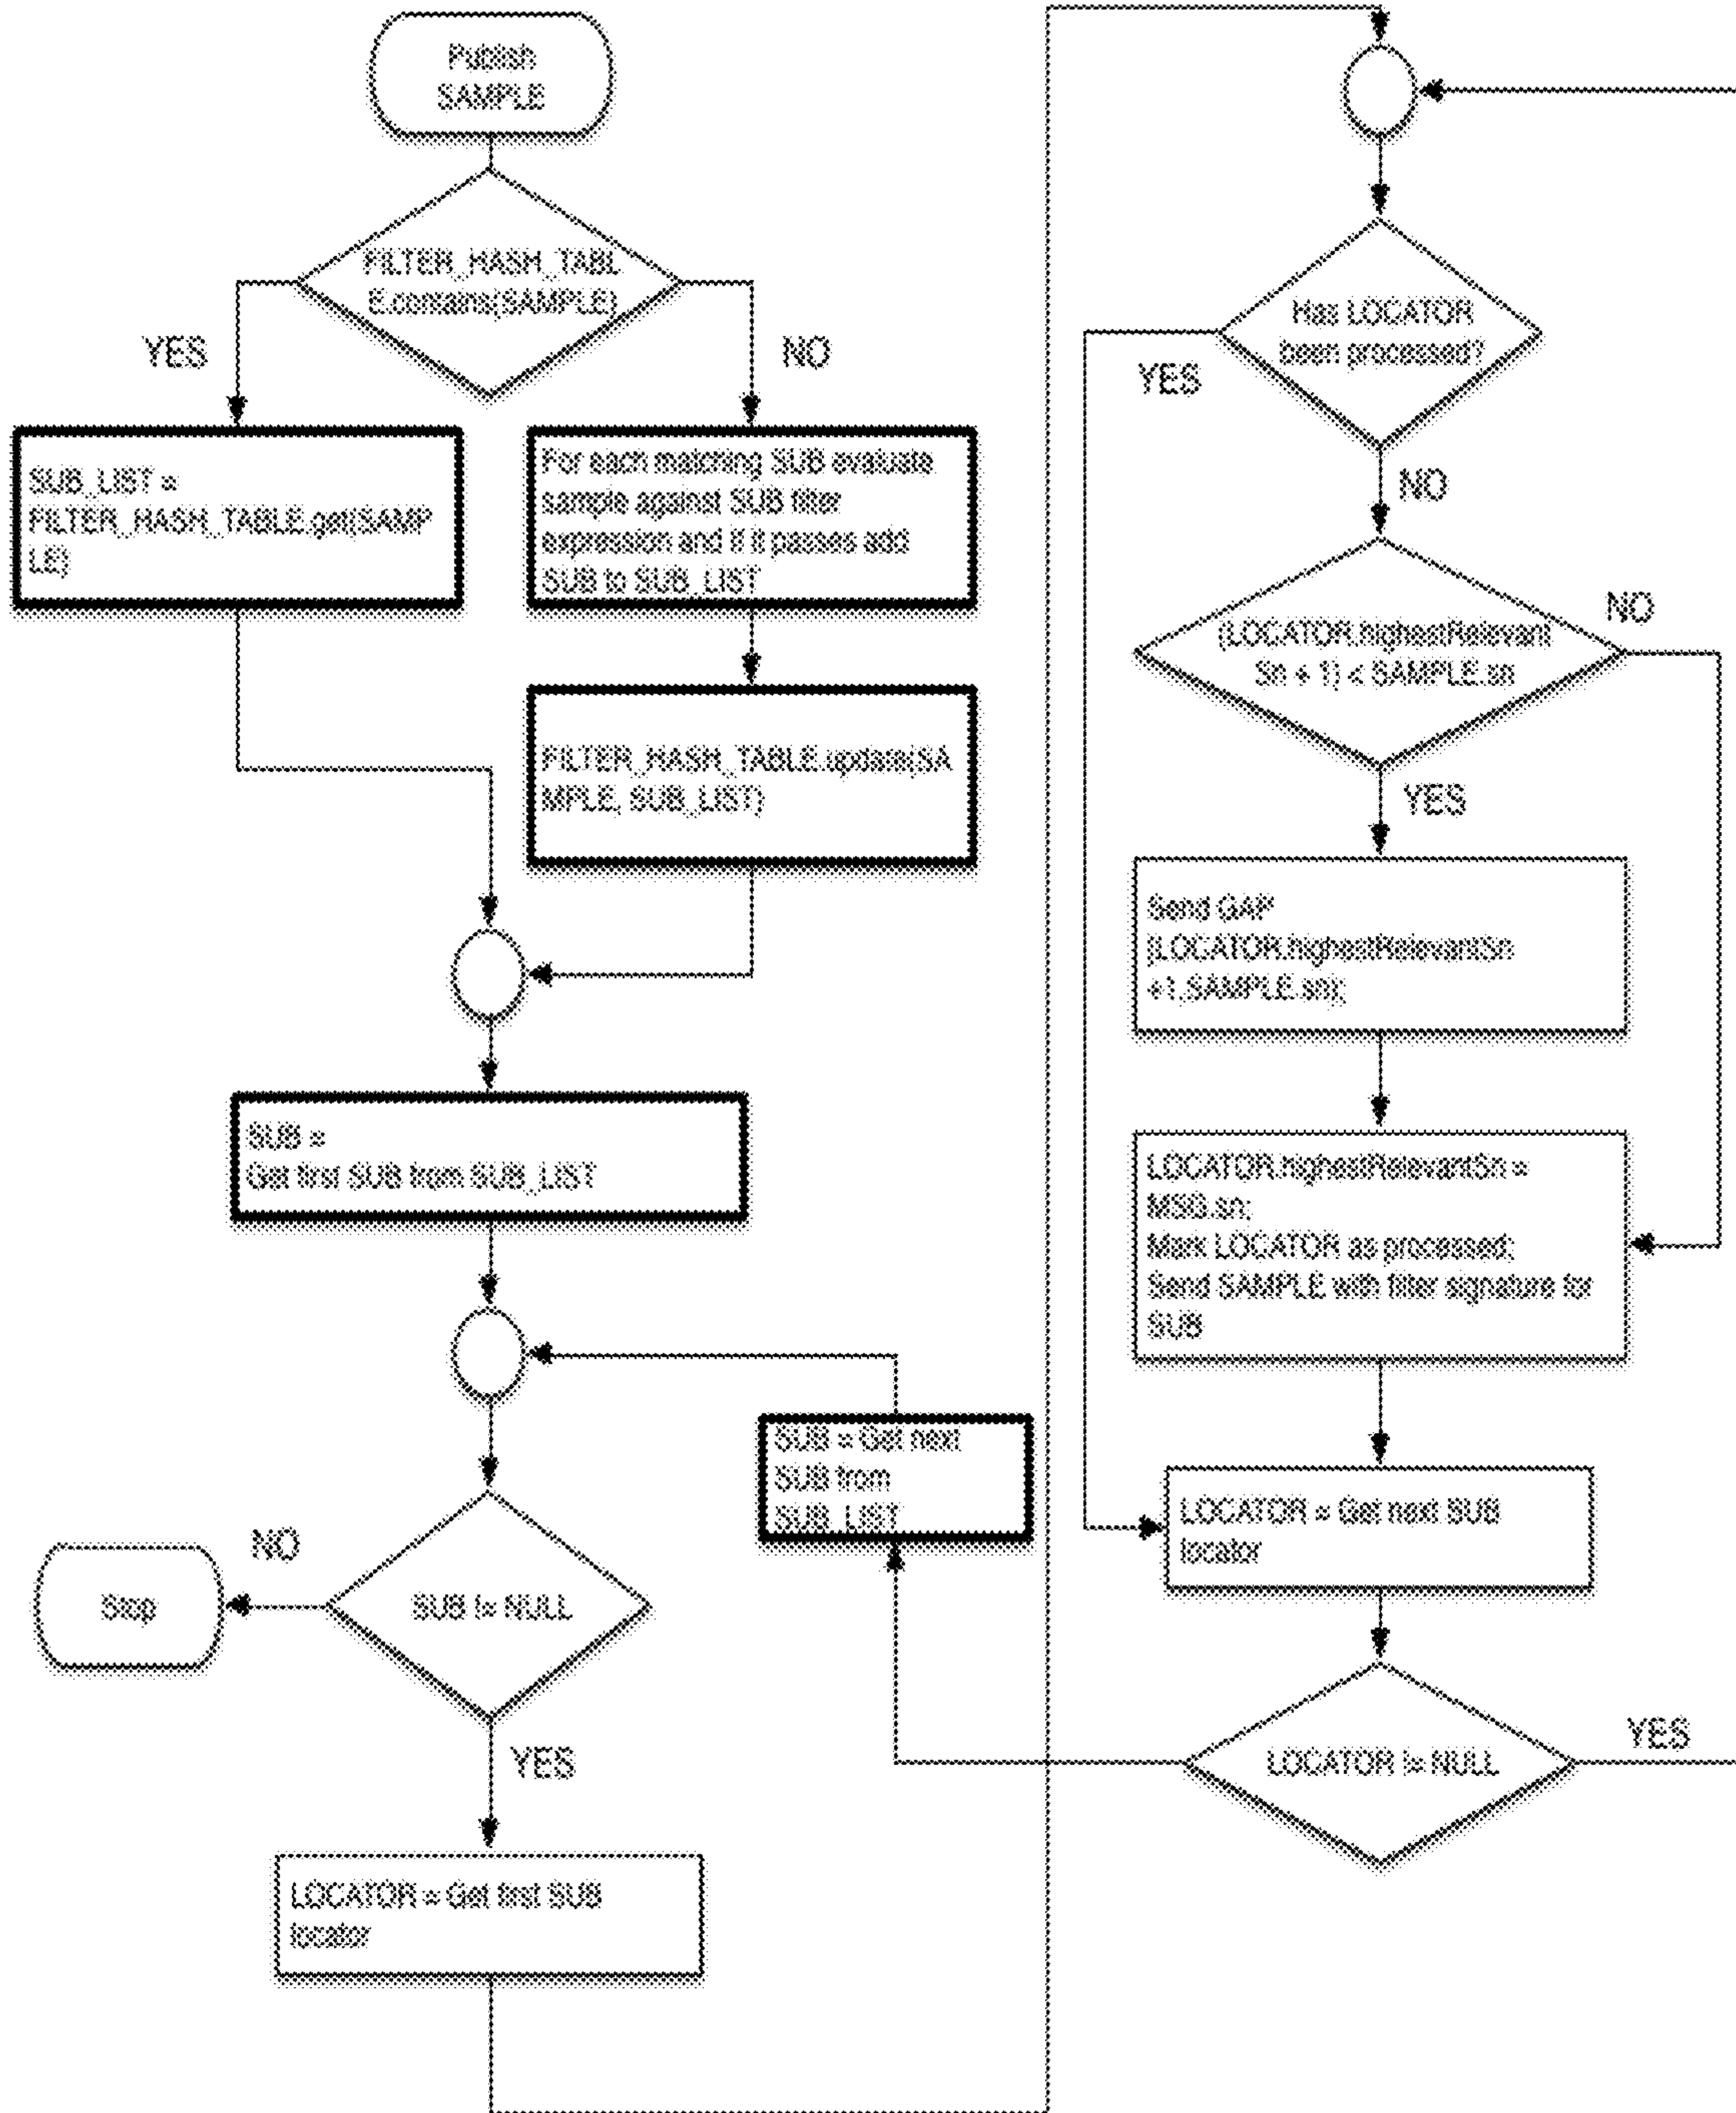 Publish
SAMPLE
FILTER_HASH_TABL
E.contains(SAMPLE)
YES
NO
SUB_LIST =
FILTER_HASH_TABLE.get(SAMP
LE)
For each matching SUB evaluate
sample against SUB filter
expression and if it passes add
SUB to SUB_LIST
FILTER_HASH_TABLE.update(SA
MPLE, SUB_LIST)
SUB =
Get first SUB from SUB_LIST
SUB = Get next
SUB from
SUB_LIST
NO
Stop
SUB != NULL
YES
LOCATOR = Get first SUB
locator
Has LOCATOR
been processed?
YES
NO
(LOCATOR.highestRelevant
Sn + 1) < SAMPLE.sn
NO
YES
Send GAP
(LOCATOR.highestRelevantSn
+1,SAMPLE.sn);
LOCATOR.highestRelevantSn =
MSG.sn;
Mark LOCATOR as processed;
Send SAMPLE with filter signature for
SUB
LOCATOR = Get next SUB
locator
LOCATOR != NULL
YES